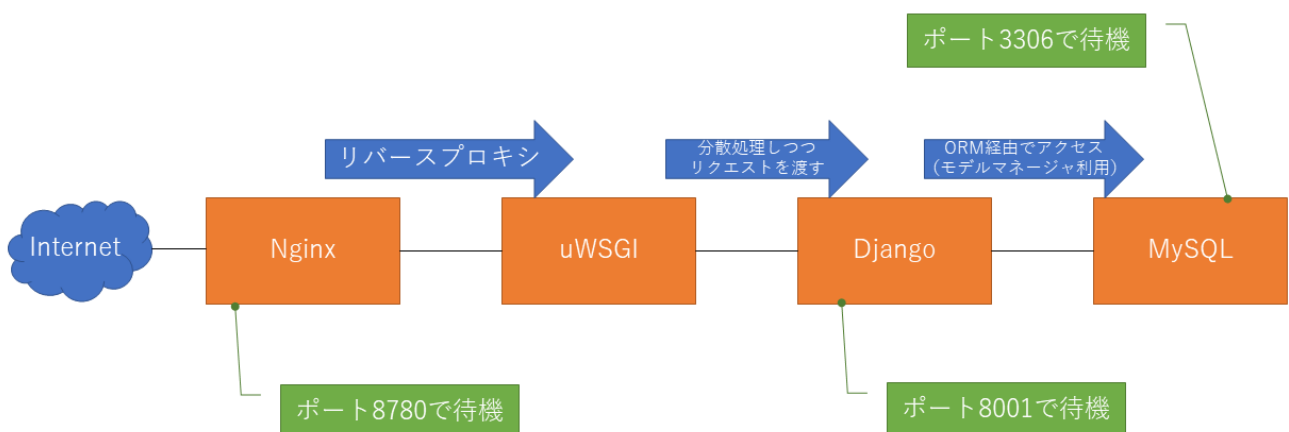 ポート3306で待機
リバースプロキシ
分散処理しつつ
リクエストを渡す
ORM経由でアクセス
(モデルマネージャ利用)
Internet
Nginx
uWSGI
Django
MySQL
ポート8780で待機
ポート8001で待機